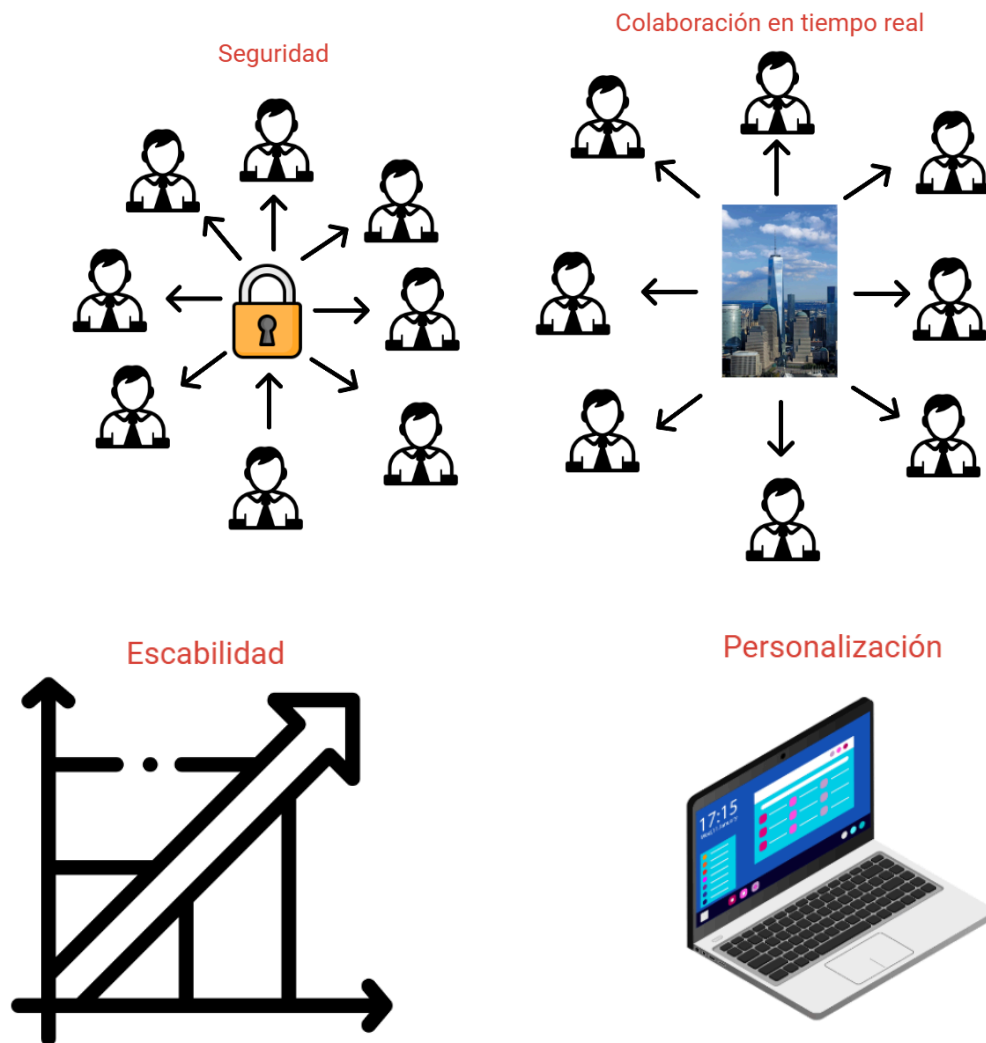 Colaboración en tiempo real
Seguridad
Escabilidad
Personalización
17:15